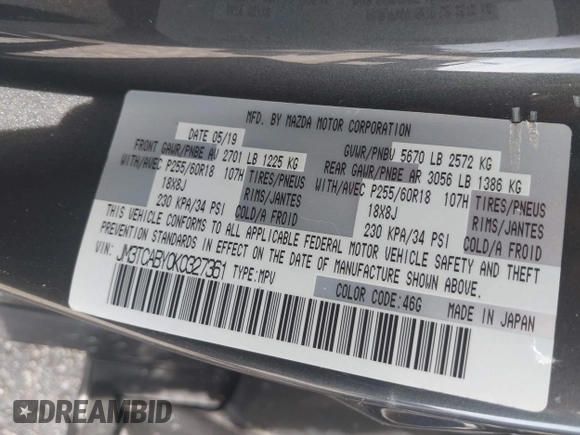 MFD. BY MAZDA MOTOR CORPORATION
DATE 05/19 GVWR/PNBV 5670 LB 2572 KG
FRONT GAWR/PNBE AV 2701 LB 1225 KG REAR GAWR/PNBE AR 3056 LB 1386 KG
WITH/AVEC P255/60R18 107H TIRES/PNEUS WITH/AVEC P255/60R18 107H TIRES/PNEUS
18X8J RIMS/JANTES 18X8J RIMS/JANTES
230 KPA/34 PSI COLD/A FROID 230 KPA/34 PSI COLD/A FROID
THIS VEHICLE CONFORMS TO ALL APPLICABLE FEDERAL MOTOR VEHICLE SAFETY AND THEFT
PREVENTION STANDARDS IN EFFECT ON THE DATE OF MANUFACTURE SHOWN ABOVE.
VIN: JM3TCABY0K0327361 TYPE:MPV
COLOR CODE:46G MADE IN JAPAN
DREAMBID